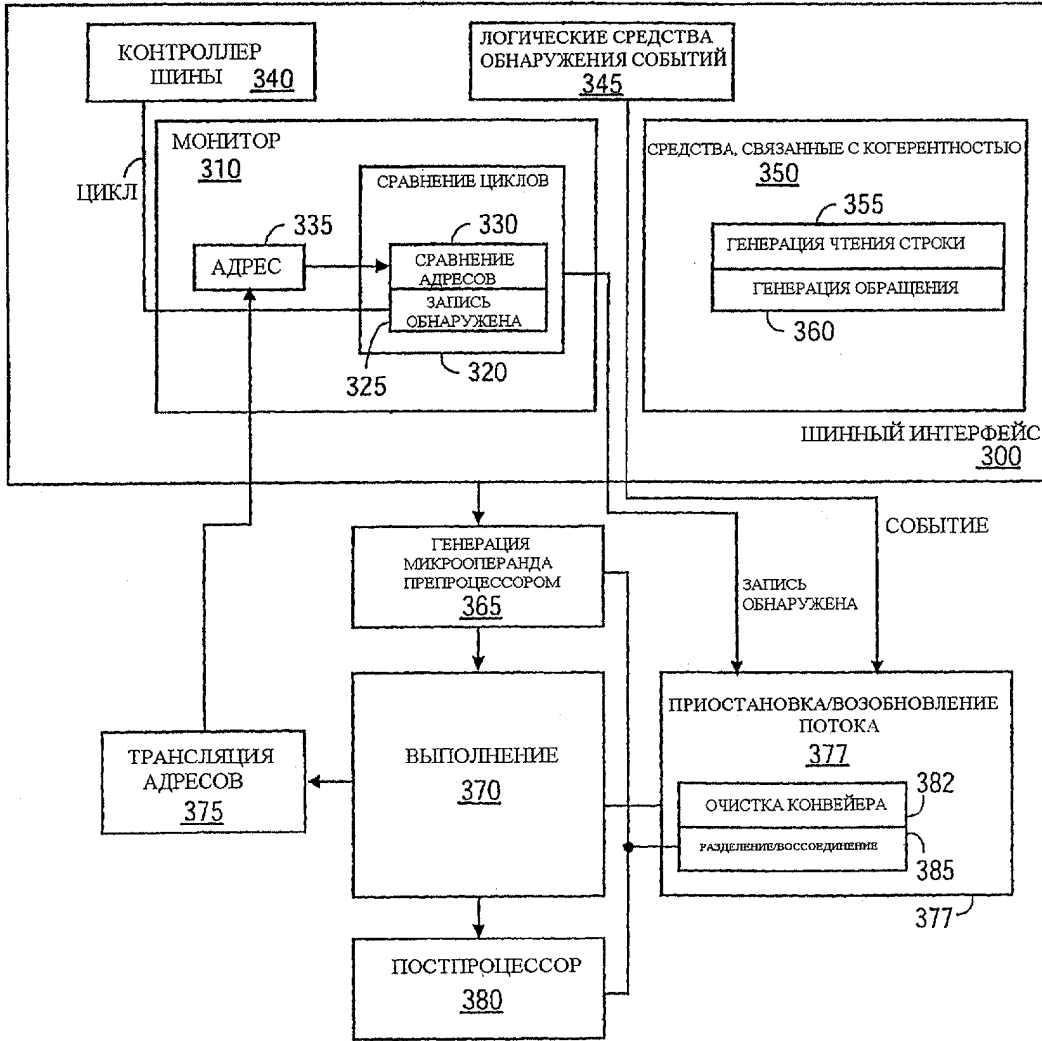 КОНТРОЛЛЕР
ШИНЫ 340
ЛОГИЧЕСКИЕ СРЕДСТВА
ОБНАРУЖЕНИЯ СОБЫТИЙ
345
ЦИКЛ
МОНИТОР
310
СРАВНЕНИЕ ЦИКЛОВ
335
АДРЕС
330
СРАВНЕНИЕ
АДРЕСОВ
ЗАПИСЬ
ОБНАРУЖЕНА
325
320
СРЕДСТВА, СВЯЗАННЫЕ С КОГЕРЕНТНОСТЬЮ
350
355
ГЕНЕРАЦИЯ ЧТЕНИЯ СТРОКИ
ГЕНЕРАЦИЯ ОБРАЩЕНИЯ
360
ШИННЫЙ ИНТЕРФЕЙС
300
ГЕНЕРАЦИЯ
МИКРООПЕРАНДА
ПРЕПРОЦЕССОРОМ
365
СОБЫТИЕ
ЗАПИСЬ
ОБНАРУЖЕНА
ТРАНСЛЯЦИЯ
АДРЕСОВ
375
ВЫПОЛНЕНИЕ
370
ПРИОСТАНОВКА/ВОЗОБНОВЛЕНИЕ
ПОТОКА
377
382
ОЧИСТКА КОНВЕЙЕРА
РАЗДЕЛЕНИЕ/ВОССОЕДИНЕНИЕ
385
377
ПОСТПРОЦЕССОР
380